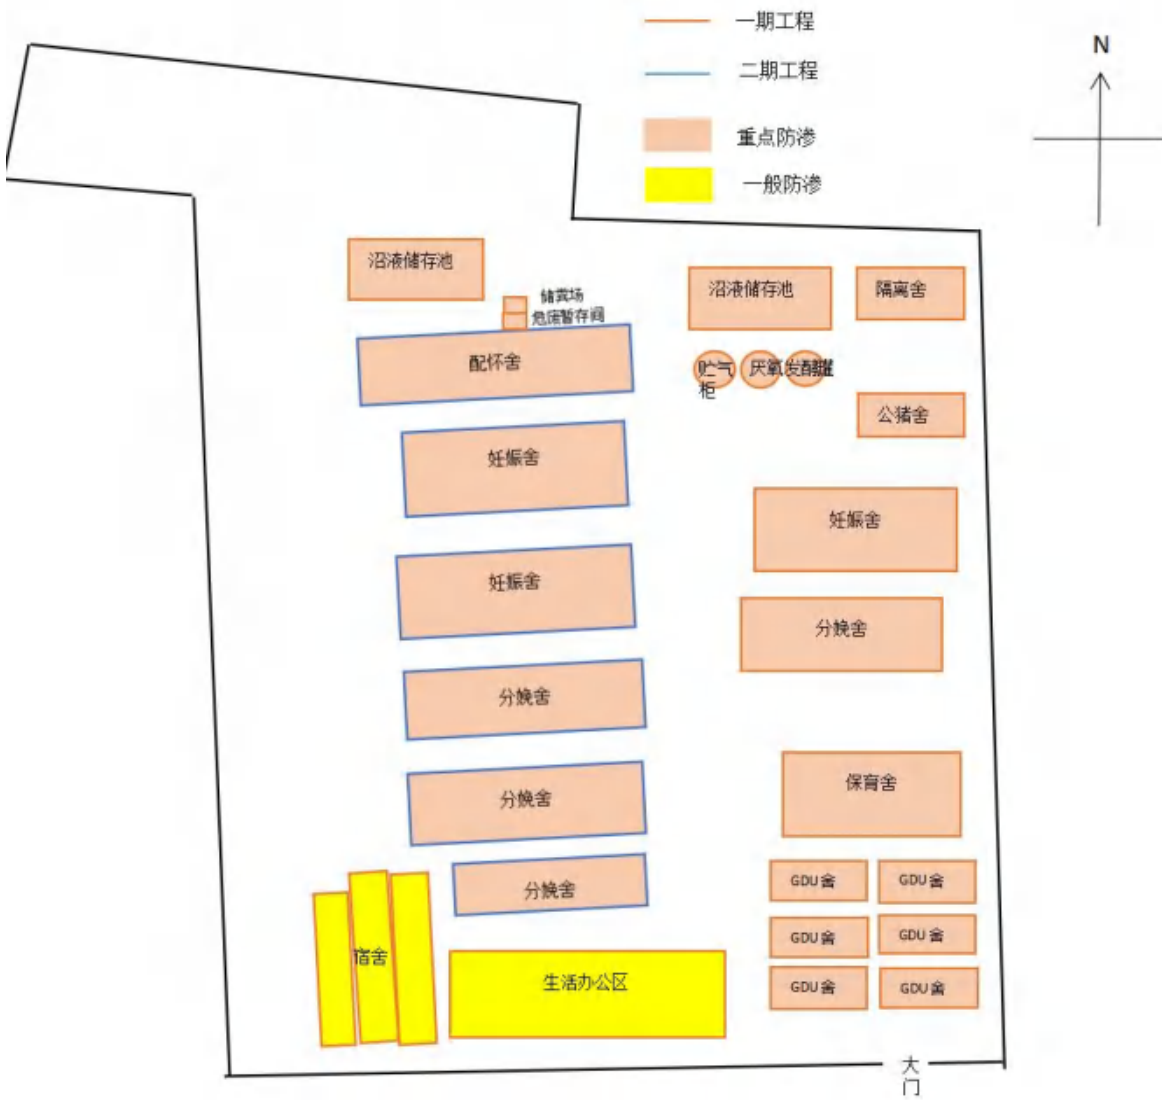 一期工程
N
二期工程
重点防渗
一般防渗
沼液储存池
沼液储存池
隔离舍
储粪场
危废暂存间
配怀舍
贮气
柜
厌氧发酵罐
公猪舍
妊娠舍
妊娠舍
妊娠舍
分娩舍
分娩舍
保育舍
分娩舍
GDU舍
GDU舍
分娩舍
GDU舍
GDU舍
宿舍
生活办公区
GDU舍
GDU舍
大
门